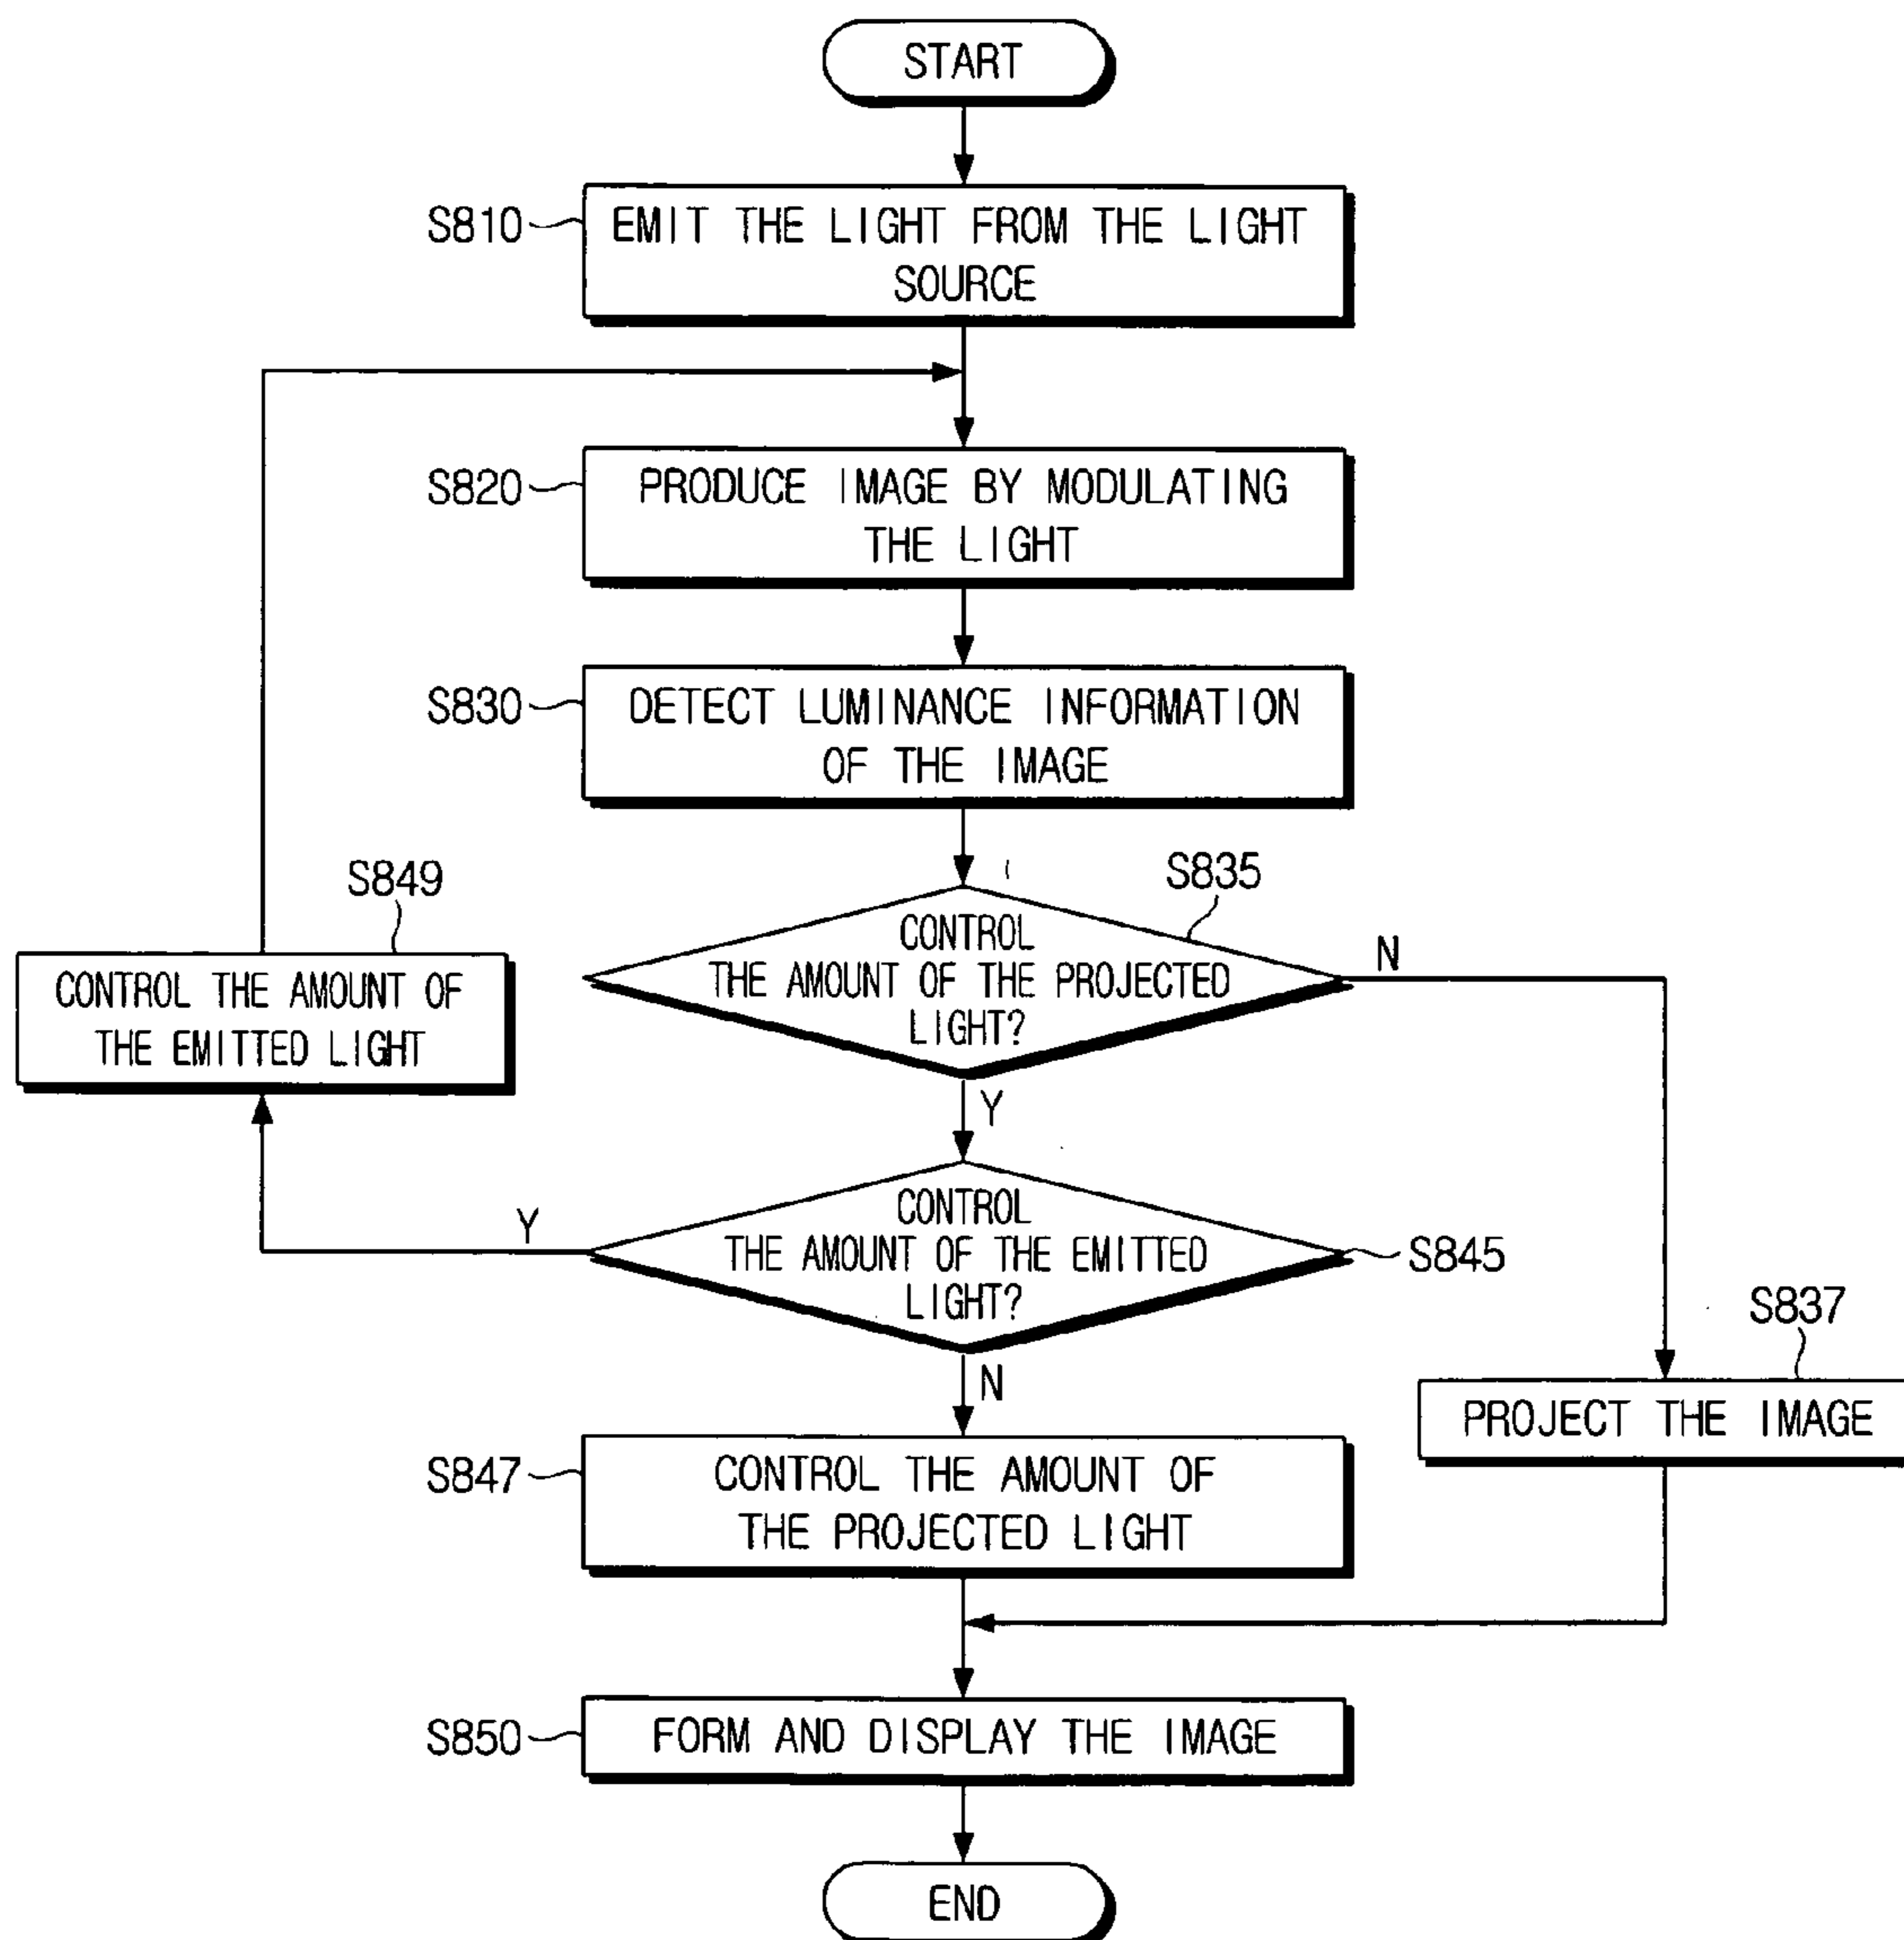 START
S810
EMIT THE LIGHT FROM THE LIGHT
SOURCE
S820
PRODUCE IMAGE BY MODULATING
THE LIGHT
S830
DETECT LUMINANCE INFORMATION
OF THE IMAGE
S849
CONTROL THE AMOUNT OF
THE EMITTED LIGHT
S835
CONTROL
THE AMOUNT OF THE PROJECTED
LIGHT?
N
Y
CONTROL
THE AMOUNT OF THE EMITTED
LIGHT?
Y
S845
N
S837
PROJECT THE IMAGE
S847
CONTROL THE AMOUNT OF
THE PROJECTED LIGHT
S850
FORM AND DISPLAY THE IMAGE
END